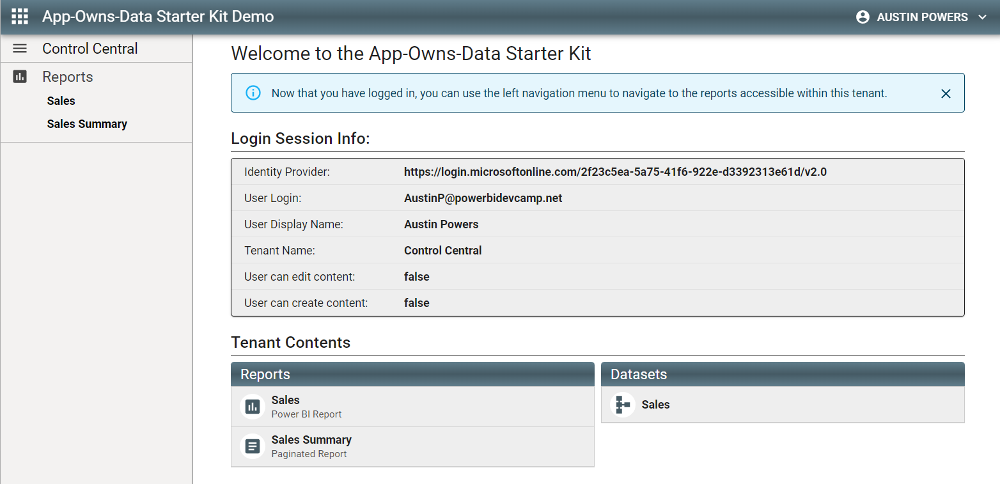 App-Owns-Data Starter Kit Demo
AUSTIN POWERS
Control Central
Reports
Sales
Sales Summary
Welcome to the App-Owns-Data Starter Kit
Now that you have logged in, you can use the left navigation menu to navigate to the reports accessible within this tenant.
Login Session Info:
Identity Provider: https://login.microsoftonline.com/2f23c5ea-5a75-41f6-922e-d3392313e61d/v2.0
User Login: AustinP@powerbidevcamp.net
User Display Name: Austin Powers
Tenant Name: Control Central
User can edit content: false
User can create content: false
Tenant Contents
Reports
Sales
Power BI Report
Sales Summary
Paginated Report
Datasets
Sales